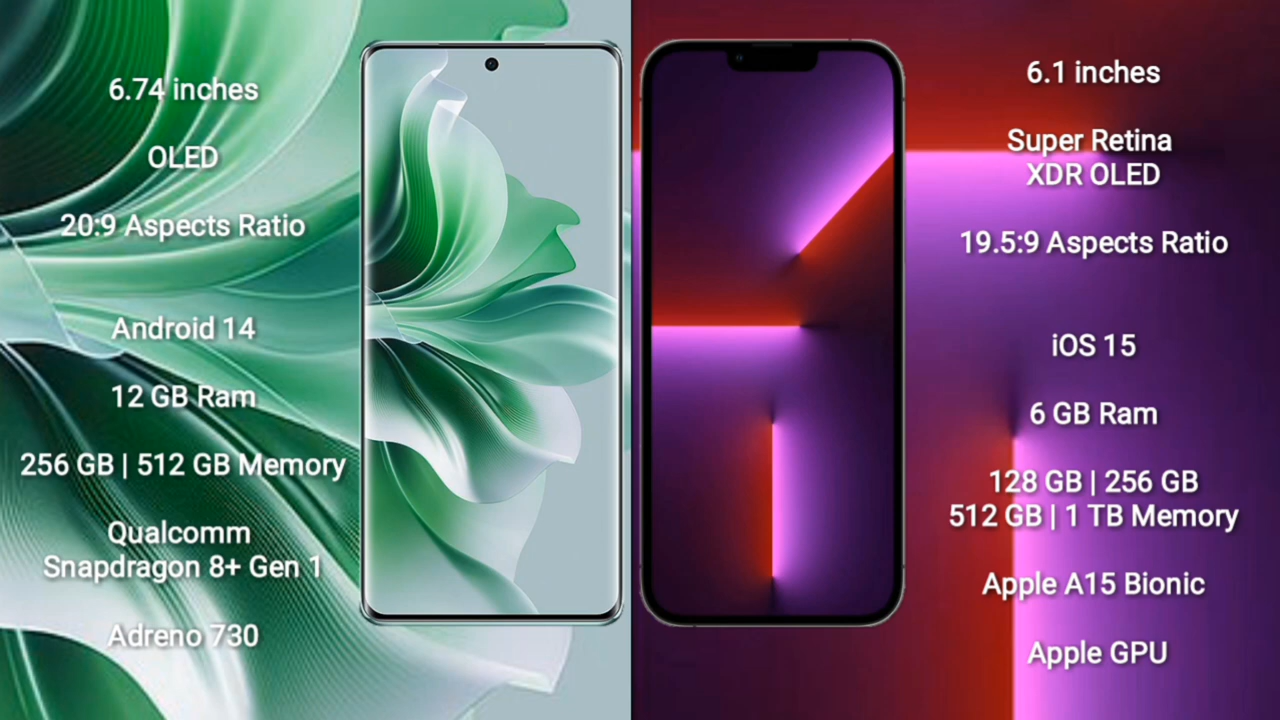 6.74 inches
OLED
20:9 Aspects Ratio
Android 14
12 GB Ram
256 GB | 512 GB Memory
Qualcomm
Snapdragon 8+ Gen 1
Adreno 730
6.1 inches
Super Retina
XDR OLED
19.5:9 Aspects Ratio
iOS 15
6 GB Ram
128 GB | 256 GB
512 GB | 1 TB Memory
Apple A15 Bionic
Apple GPU